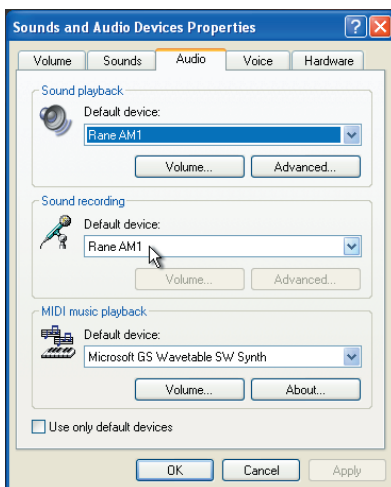 Sounds and Audio Devices Properties
Volume Sounds Audio Voice Hardware
Sound playback
Default device:
Rane AM1
Volume... Advanced...
Sound recording
Default device:
Rane AM1
Volume... Advanced...
MIDI music playback
Default device:
Microsoft GS Wavetable SW Synth
Volume... About...
Use only default devices
OK Cancel Apply